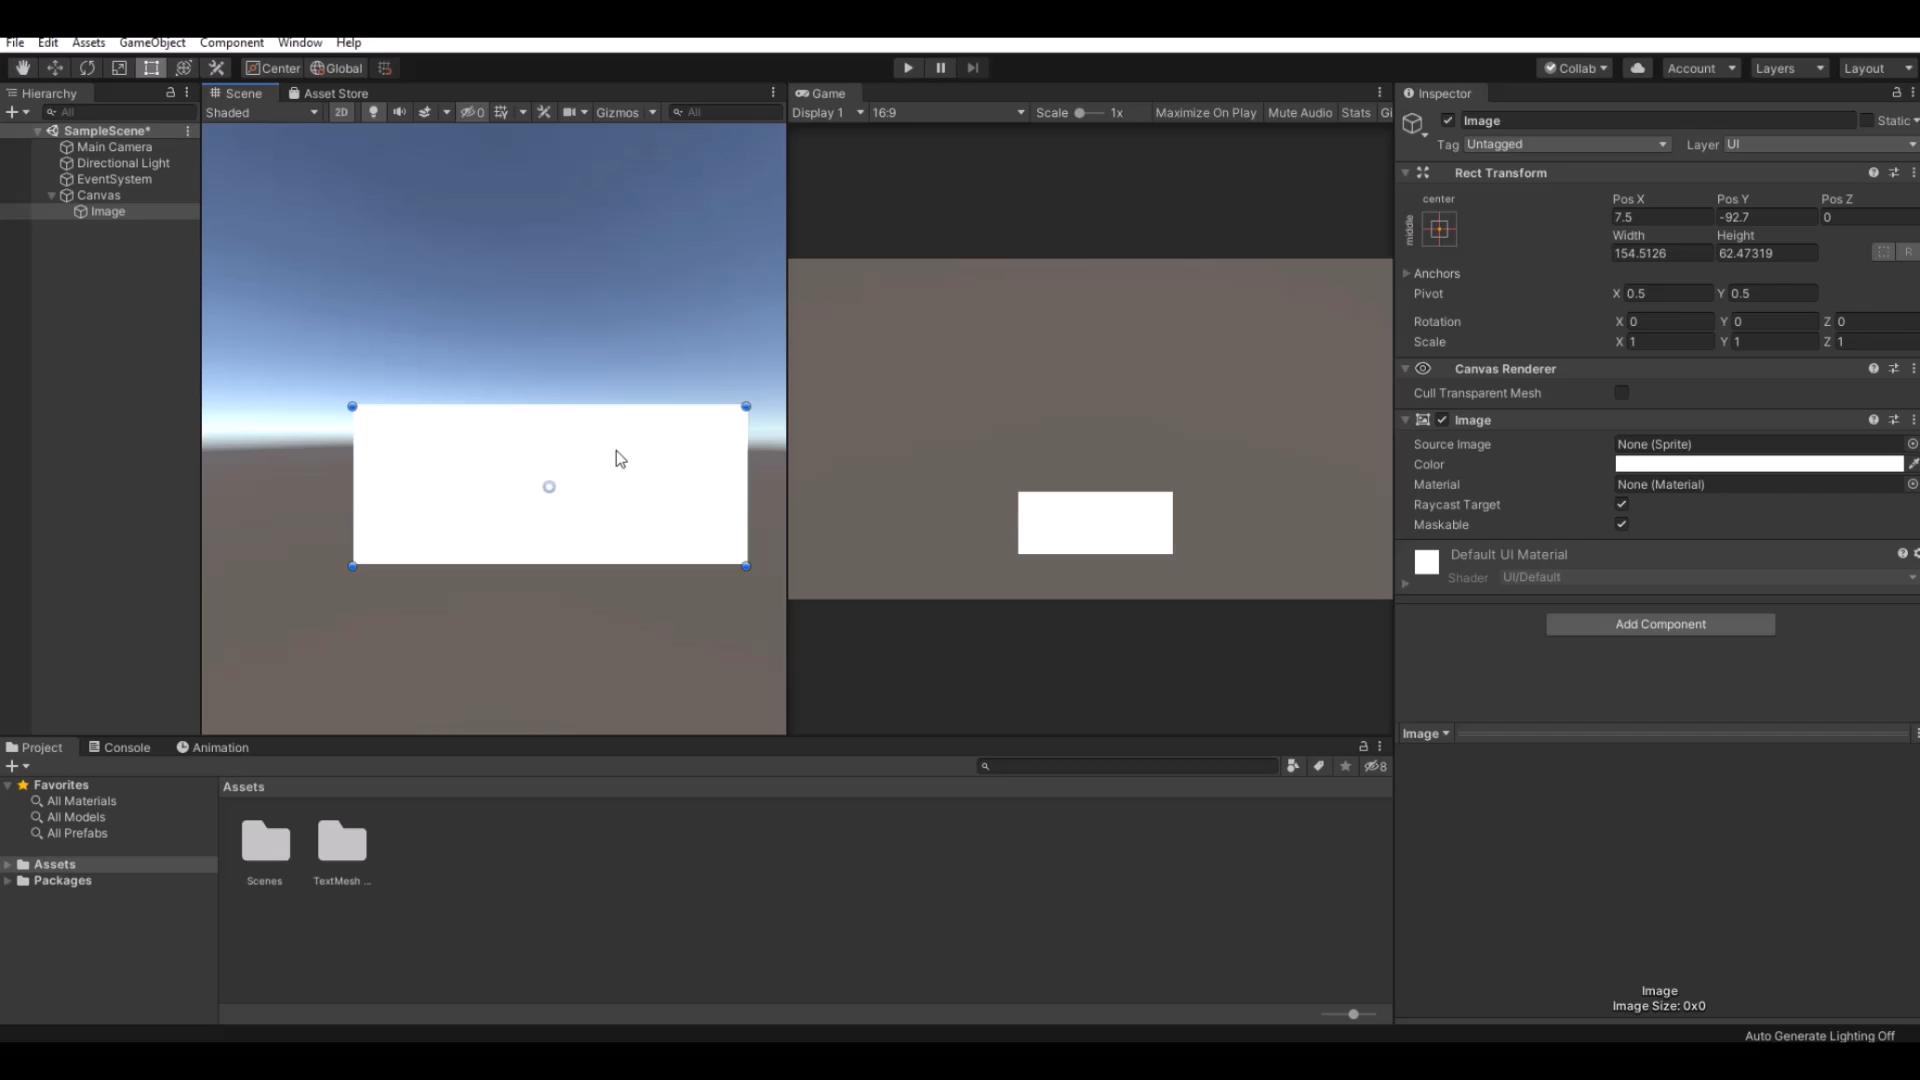 File Edit Assets GameObject Component Window Help
Center Global
Collab Account Layers Layout
Hierarchy
All
SampleScene*
Main Camera
Directional Light
EventSystem
Canvas
Image
Scene Asset Store
Shaded 2D 0 Gizmos All
Game
Display 1 16:9 Scale 1x Maximize On Play Mute Audio Stats Gi
Inspector
Image Static
Tag Untagged Layer UI
Rect Transform
center
middle
Pos X Pos Y Pos Z
7.5 -92.7 0
Width Height
154.5126 62.47319 R
Anchors
Pivot X 0.5 Y 0.5
Rotation X 0 Y 0 Z 0
Scale X 1 Y 1 Z 1
Canvas Renderer
Cull Transparent Mesh
Image
Source Image None (Sprite)
Color
Material None (Material)
Raycast Target
Maskable
Default UI Material
Shader UI/Default
Add Component
Image
Image
Image Size: 0x0
Project Console Animation
8
Favorites
All Materials
All Models
All Prefabs
Assets
Packages
Assets
Scenes TextMesh ...
Auto Generate Lighting Off